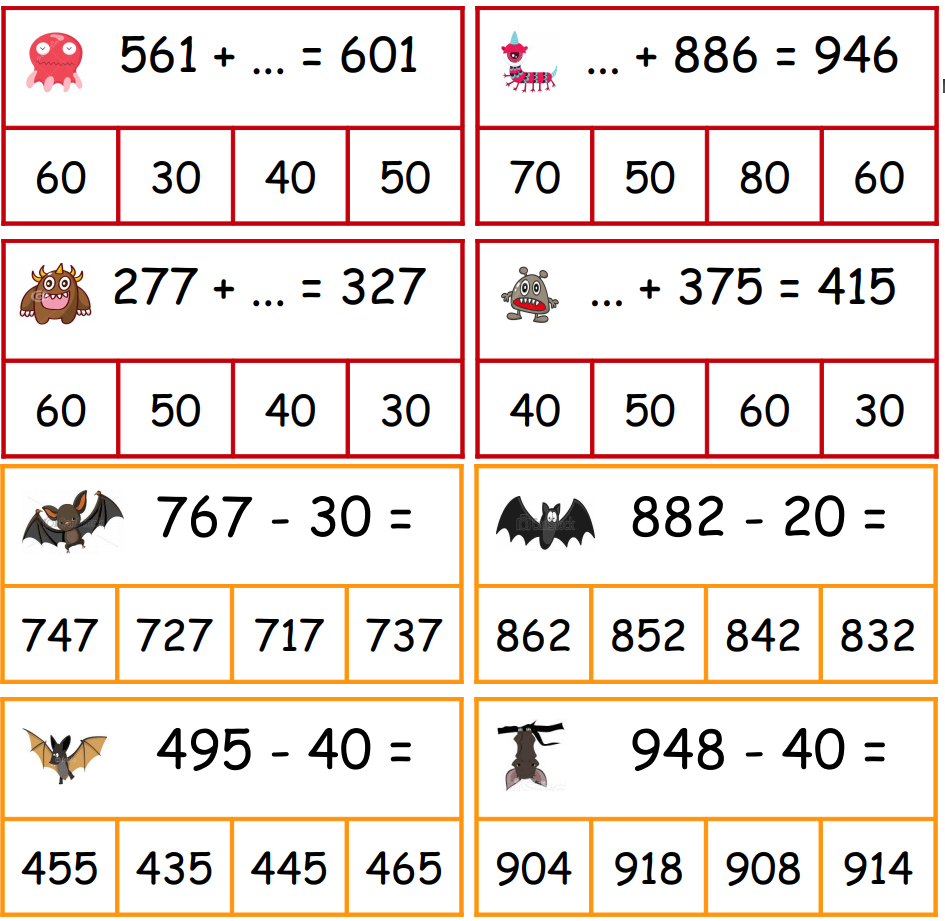 561 + ... = 601
60 30 40 50
... + 886 = 946
70 50 80 60
277 + ... = 327
60 50 40 30
... + 375 = 415
40 50 60 30
767 - 30 =
747 727 717 737
882 - 20 =
862 852 842 832
495 - 40 =
455 435 445 465
948 - 40 =
904 918 908 914